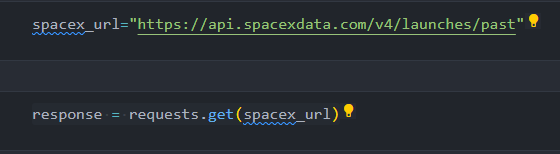 spacex_url="https://api.spacexdata.com/v4/launches/past"
response = requests.get(spacex_url)